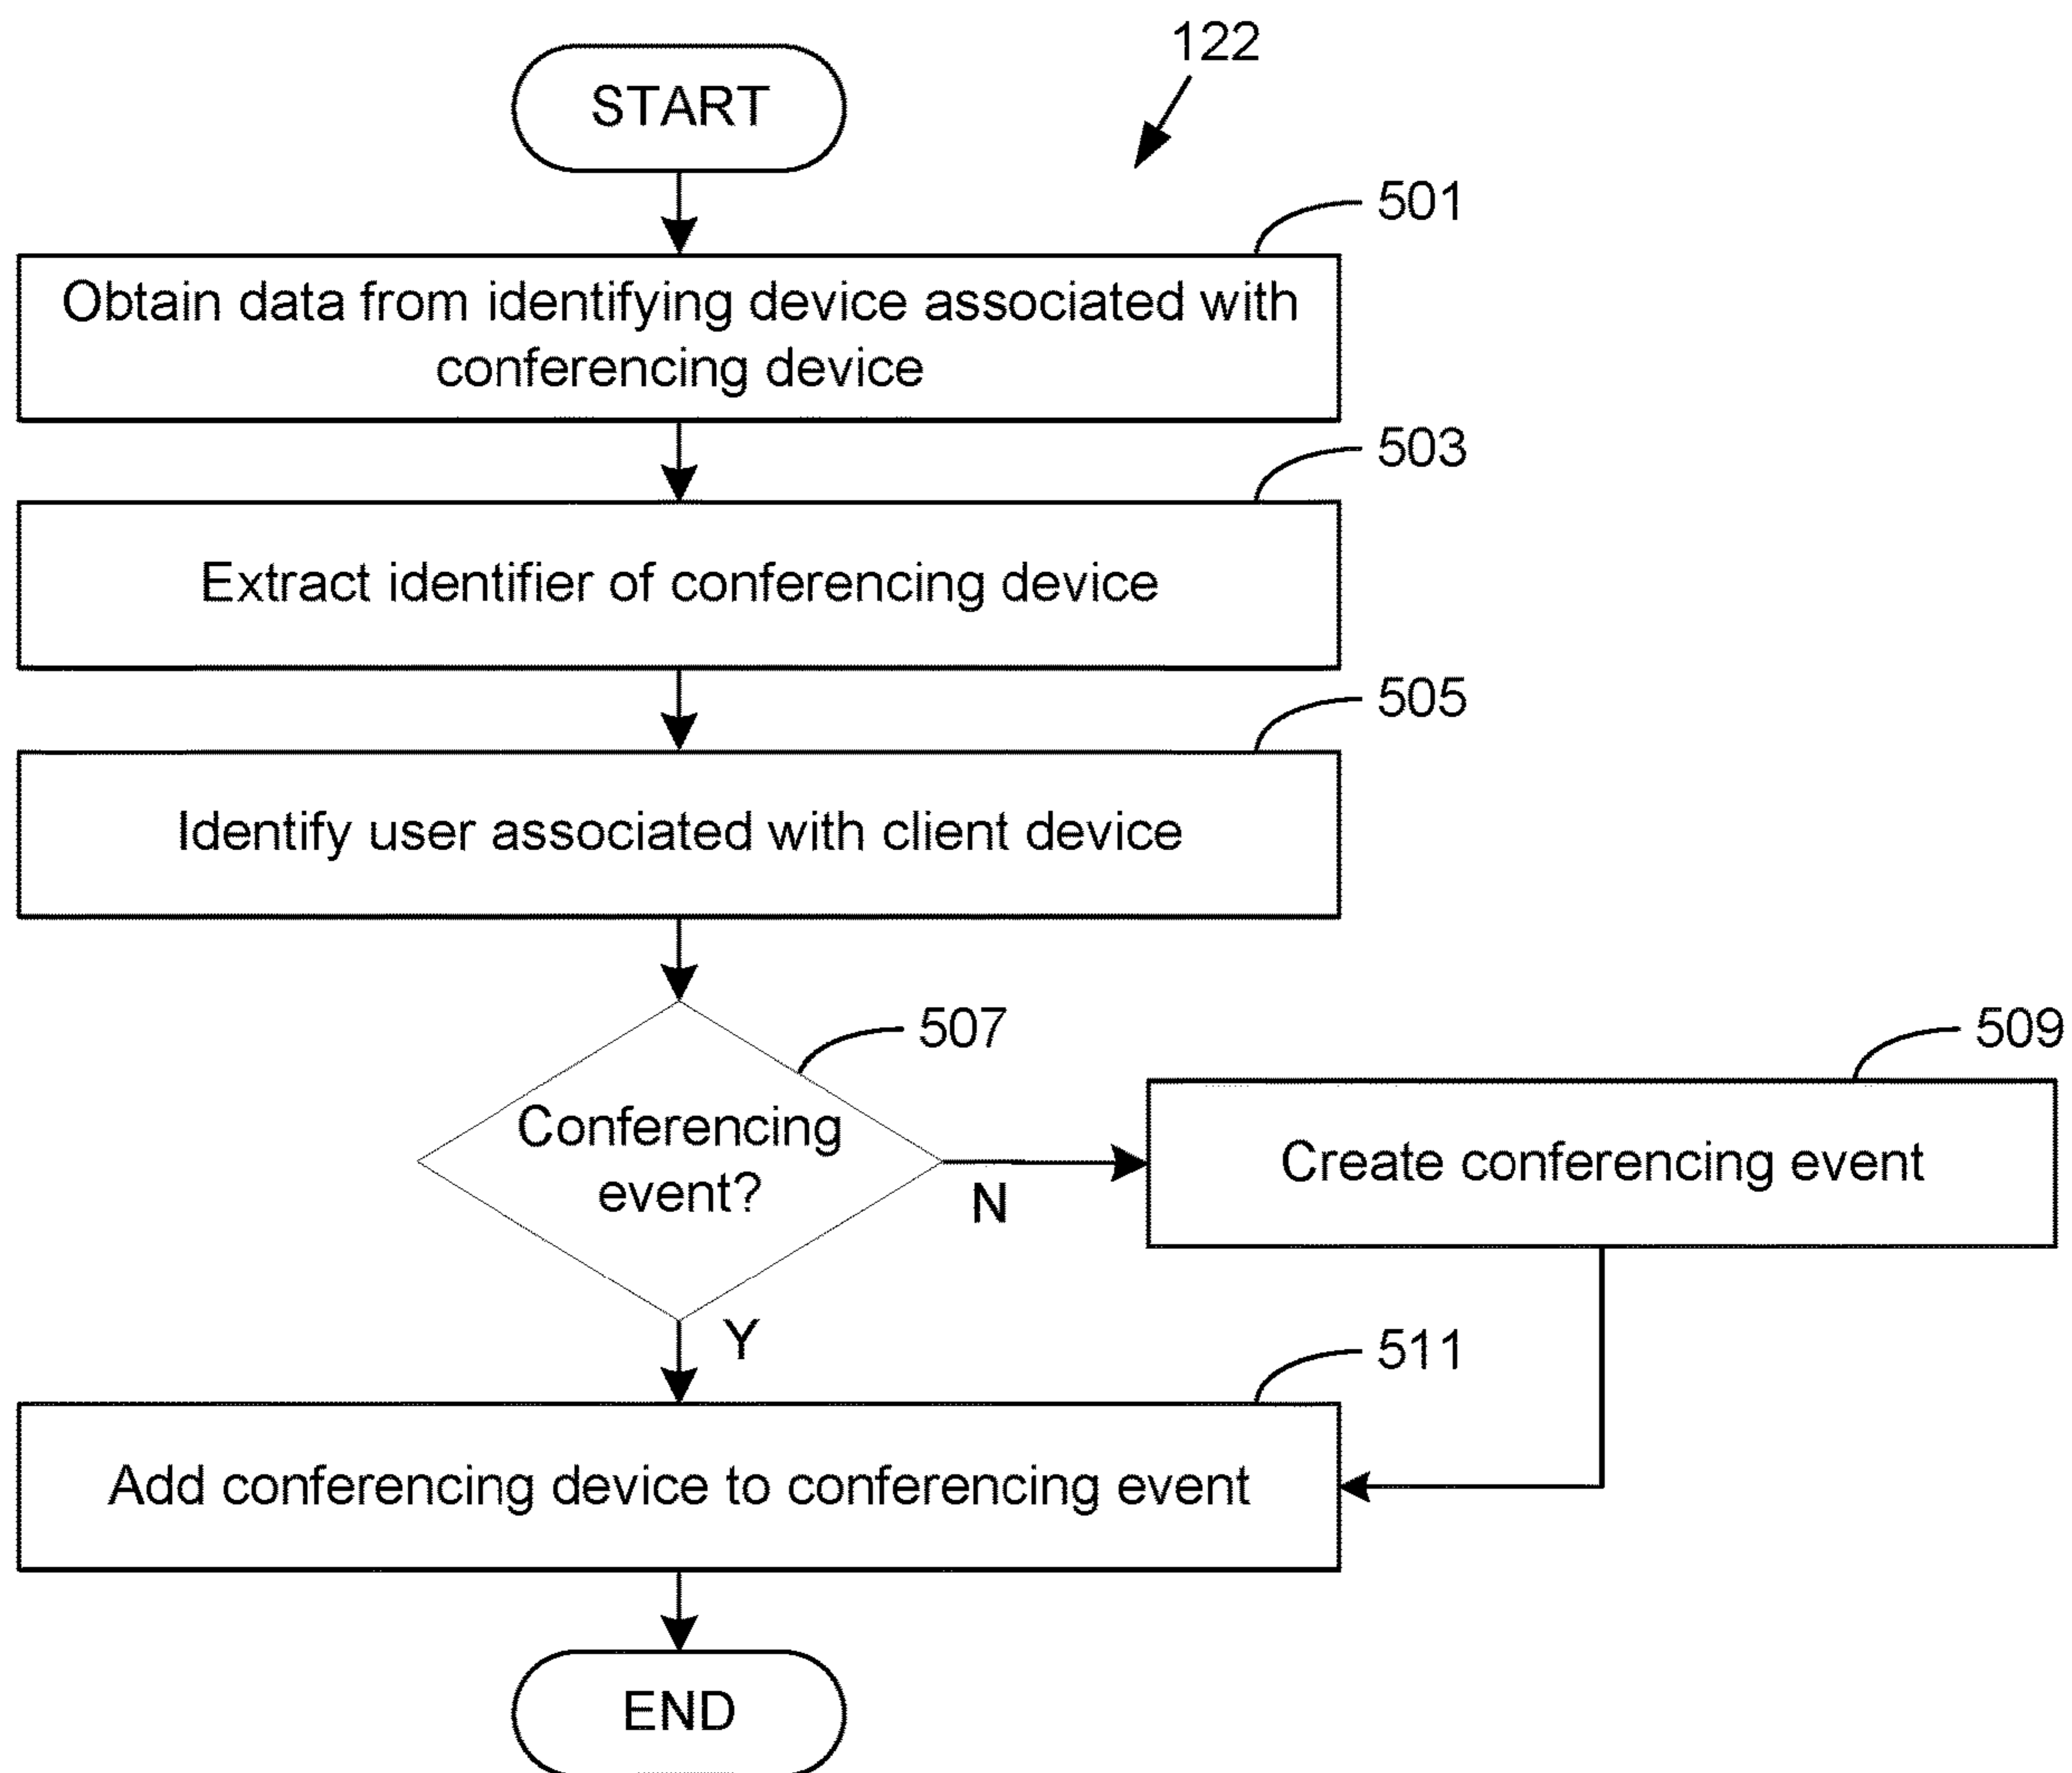 122
START
501
Obtain data from identifying device associated with
conferencing device
503
Extract identifier of conferencing device
505
Identify user associated with client device
507
509
Conferencing
event?
N
Create conferencing event
Y
511
Add conferencing device to conferencing event
END